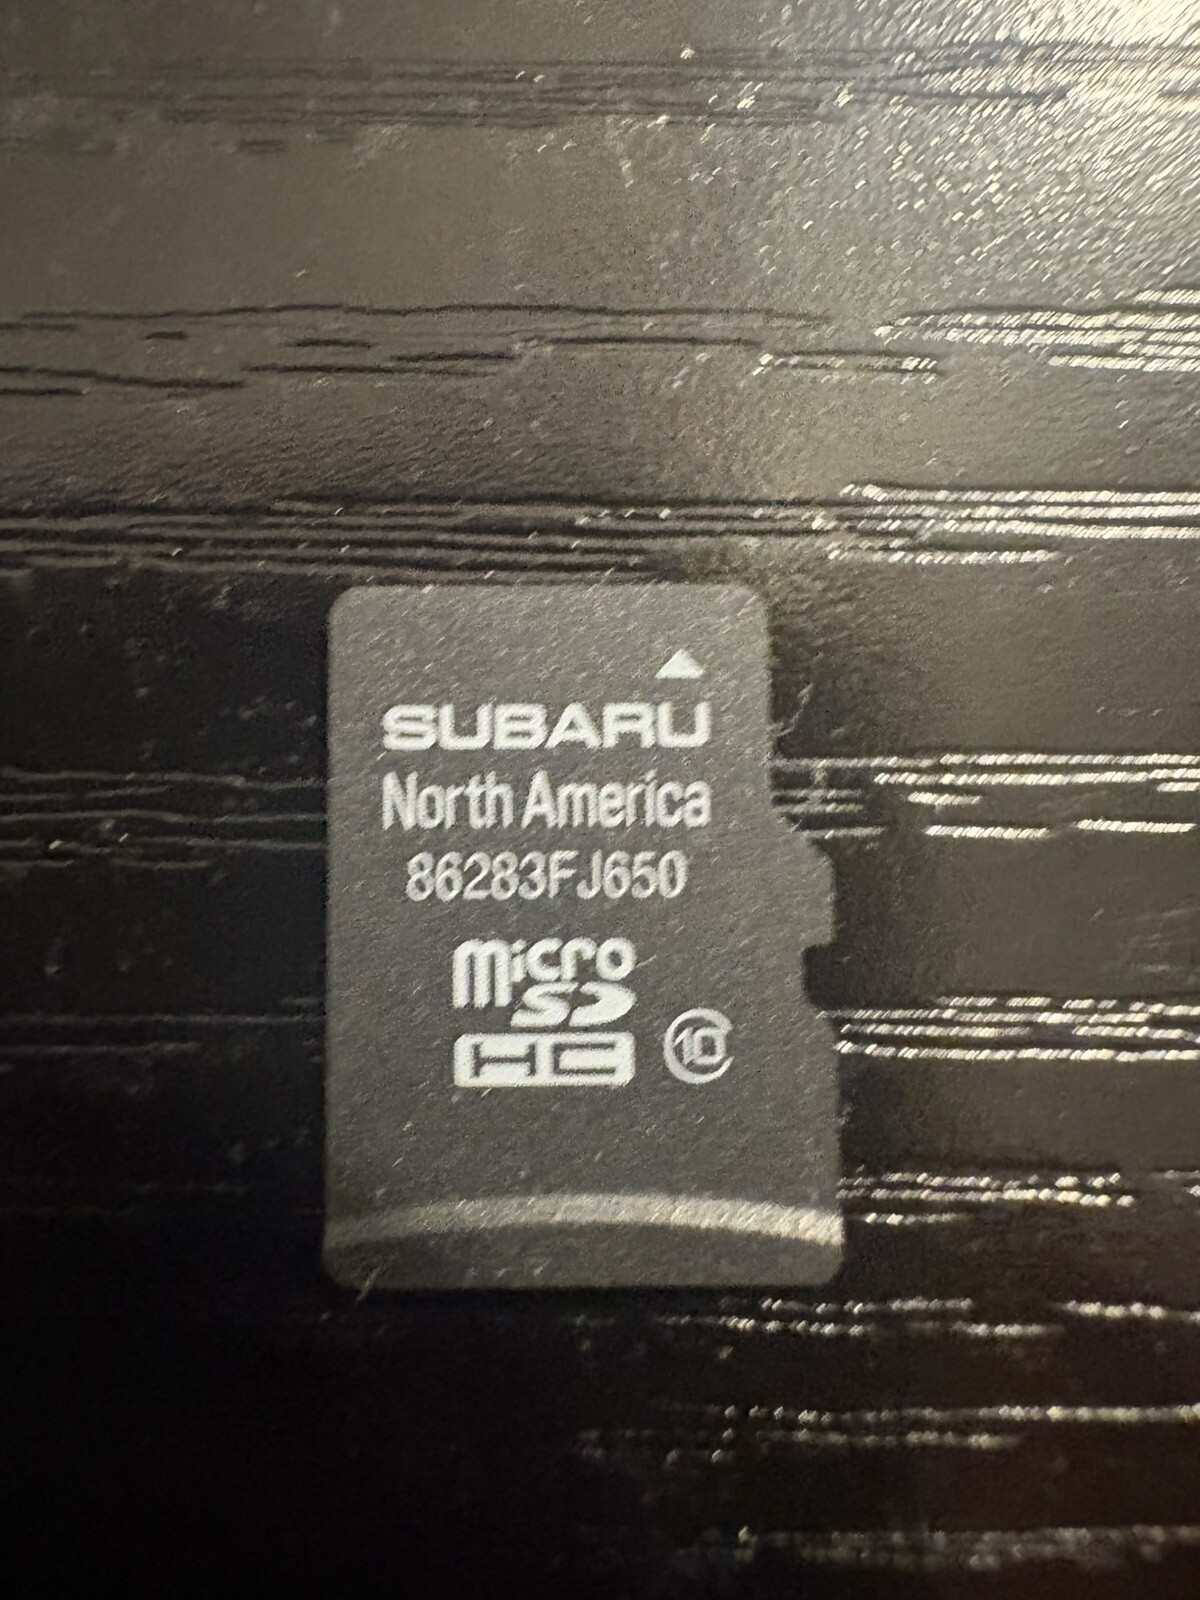 SUBARU
North America
86283FJ650
micro
SD
HC 10